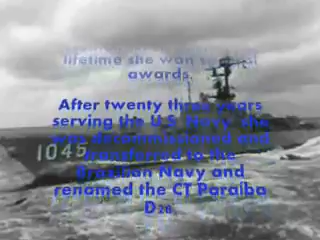 lifetime she won several
awards.
After twenty three years
serving the U.S. Navy she
was decommissioned and
transferred to the
Brazilian Navy and
renamed the CT Paraiba
D28
1045